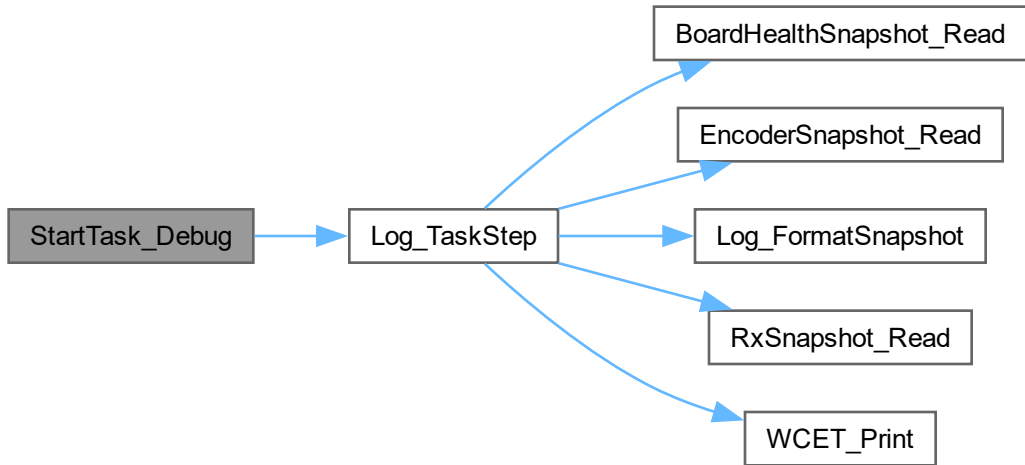 StartTask_Debug
Log_TaskStep
BoardHealthSnapshot_Read
EncoderSnapshot_Read
Log_FormatSnapshot
RxSnapshot_Read
WCET_Print